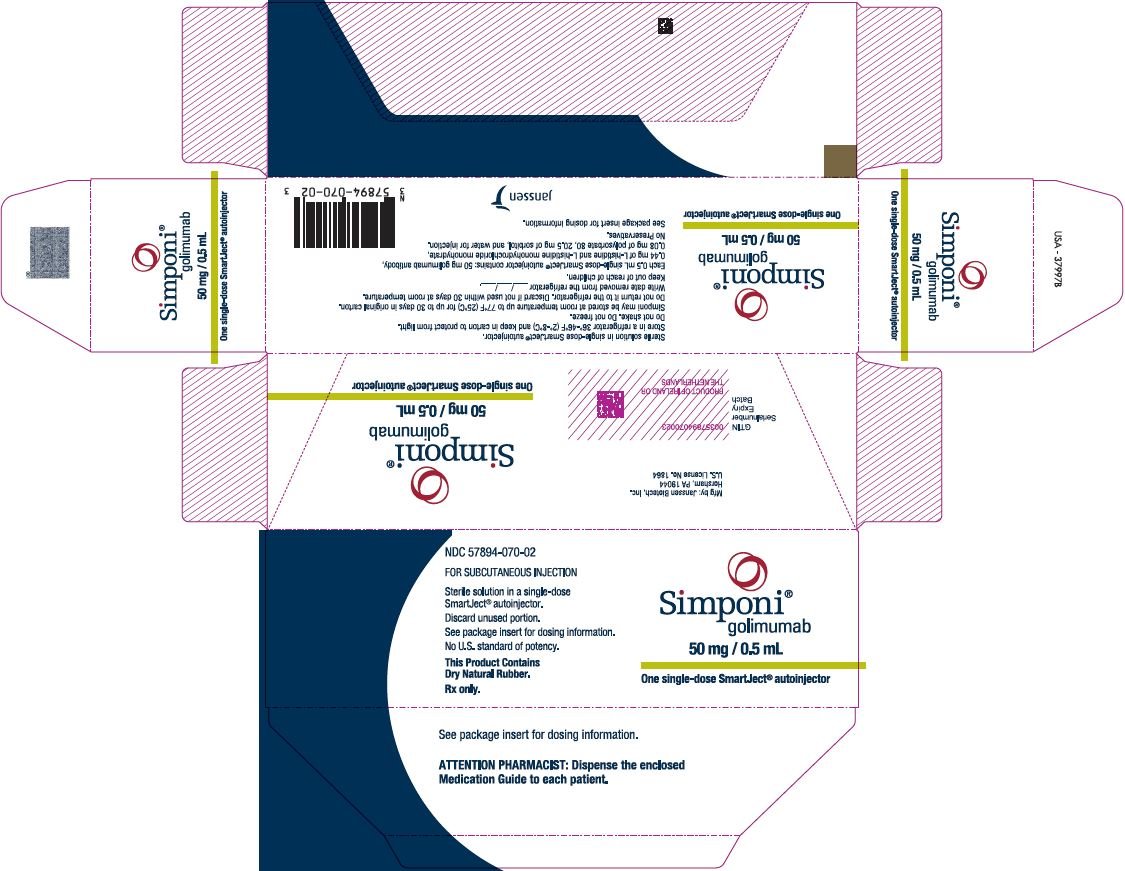 ATTENTION PHARMACIST: Dispense the enclosed
Medication Guide to each patient.
See package insert for dosing information.
Simponi®
golimumab
50 mg / 0.5 mL
One single-dose SmartJect® autoinjector
NDC 57894-070-02
FOR SUBCUTANEOUS INJECTION
Sterile solution in a single-dose
SmartJect® autoinjector.
Discard unused portion.
See package insert for dosing information.
No U.S. standard of potency.
This Product Contains
Dry Natural Rubber.
Rx only.
Mfg by: Janssen Biotech, Inc.
Horsham, PA 19044
U.S. License No. 1864
GTIN 00357894070023
Serialnumber
Expiry
Batch
PRODUCT OF IRELAND OR
THE NETHERLANDS
Simponi®
golimumab
50 mg / 0.5 mL
One single-dose SmartJect® autoinjector
USA - 379978
Simponi®
golimumab
50 mg / 0.5 mL
One single-dose SmartJect® autoinjector
Simponi®
golimumab
50 mg / 0.5 mL
One single-dose SmartJect® autoinjector
Sterile solution in single-dose SmartJect® autoinjector.
Store in a refrigerator 36°-46°F (2°-8°C) and keep in carton to protect from light.
Do not shake. Do not freeze.
Simponi may be stored at room temperature up to 77°F (25°C) for up to 30 days in original carton.
Do not return it to the refrigerator. Discard if not used within 30 days at room temperature.
Write date removed from the refrigerator ____/____/____.
Keep out of reach of children.
Each 0.5 mL single-dose SmartJect® autoinjector contains: 50 mg golimumab antibody,
0.44 mg of L-histidine and L-histidine monohydrochloride monohydrate,
0.08 mg of polysorbate 80, 20.5 mg of sorbitol, and water for injection.
No Preservatives.
See package insert for dosing information.
janssen
N
3 57894-070-02 3
Simponi®
golimumab
50 mg / 0.5 mL
One single-dose SmartJect® autoinjector